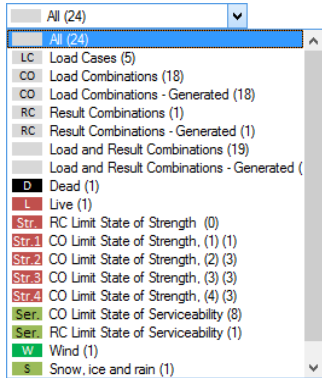 All (24)
All (24)
LC Load Cases (5)
CO Load Combinations (18)
CO Load Combinations - Generated (18)
RC Result Combinations (1)
RC Result Combinations - Generated (1)
Load and Result Combinations (19)
Load and Result Combinations - Generated (
D Dead (1)
L Live (1)
Str. RC Limit State of Strength (0)
Str.1 CO Limit State of Strength, (1) (1)
Str.2 CO Limit State of Strength, (2) (3)
Str.3 CO Limit State of Strength, (3) (3)
Str.4 CO Limit State of Strength, (4) (3)
Ser. CO Limit State of Serviceability (8)
Ser. RC Limit State of Serviceability (1)
W Wind (1)
S Snow, ice and rain (1)